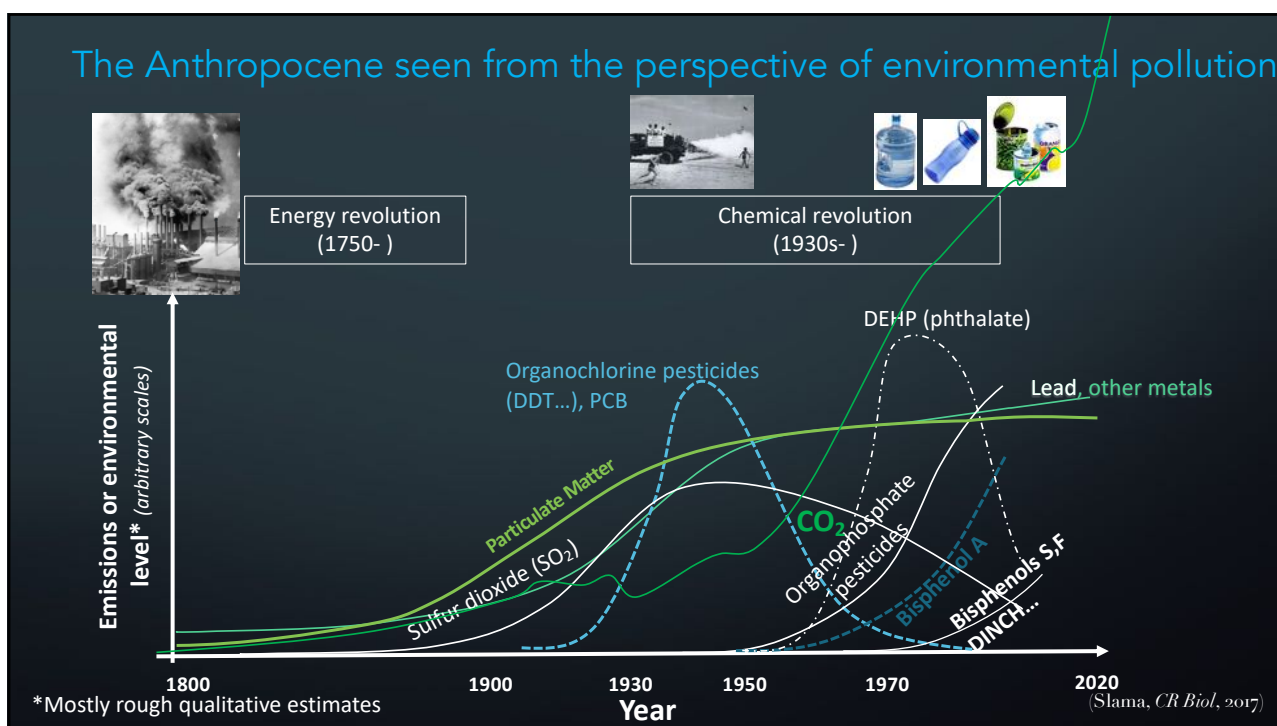 The Anthropocene seen from the perspective of environmental pollution
Energy revolution
(1750- )
Chemical revolution
(1930s- )
DEHP (phthalate)
Organochlorine pesticides
(DDT...), PCB
Lead, other metals
Emissions or environmental
level* (arbitrary scales)
Particulate Matter
Sulfur dioxide (SO₂)
CO₂
Organophosphate
pesticides
Bisphenol A
Bisphenols S,F
DINCH...
1800
1900
1930
1950
1970
2020
*Mostly rough qualitative estimates
Year
(Slama, CR Biol, 2017)